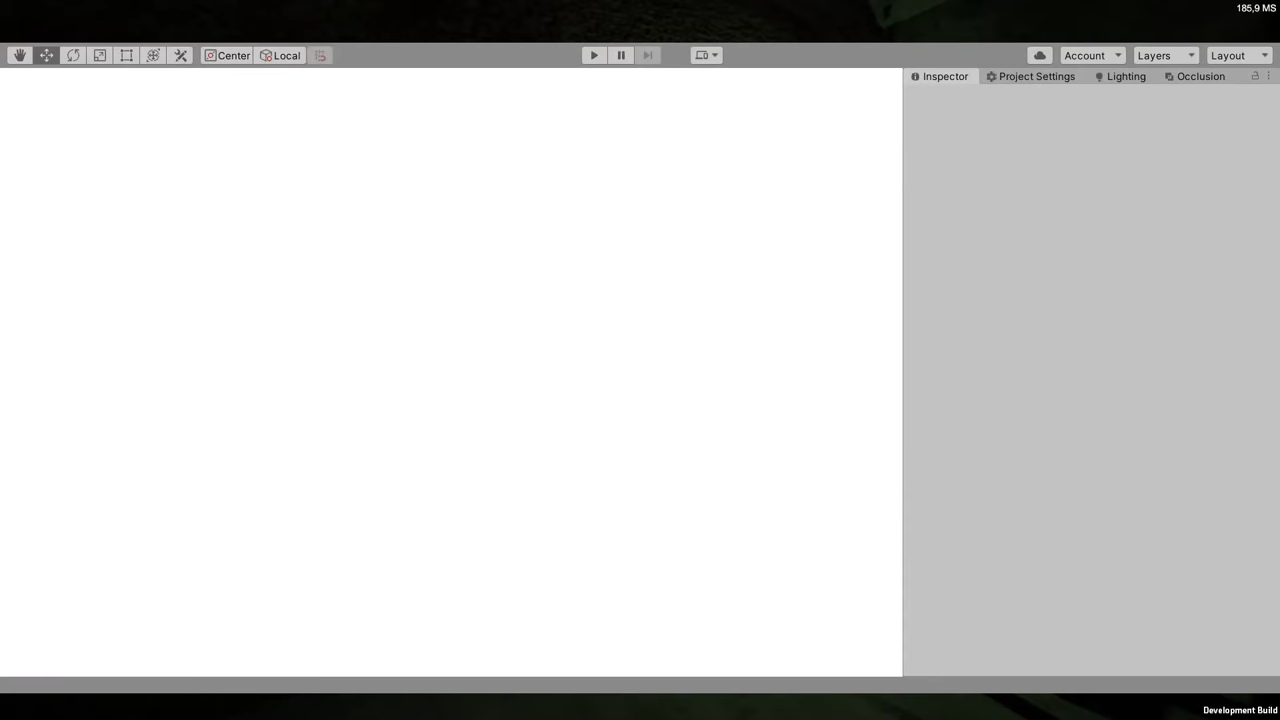 185,9 MS
Center Local Account Layers Layout
Inspector Project Settings Lighting Occlusion
Development Build